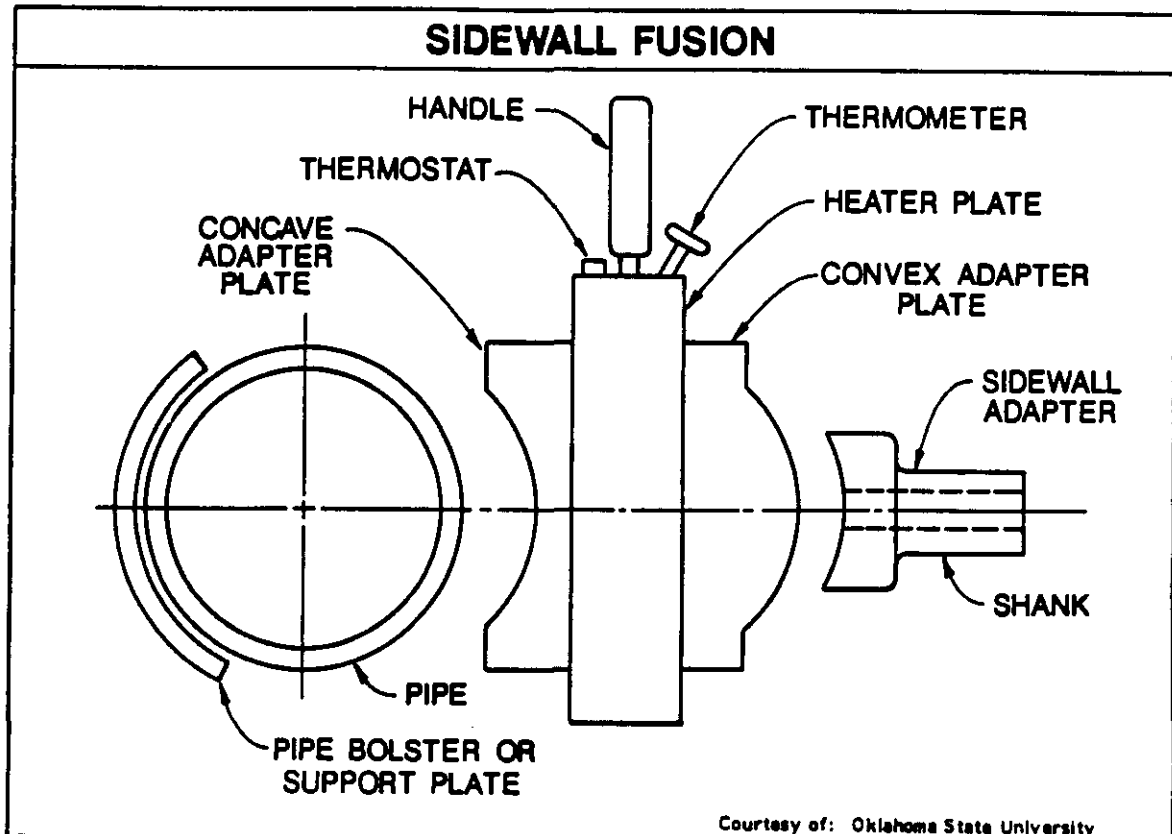 SIDEWALL FUSION
HANDLE
THERMOMETER
THERMOSTAT
HEATER PLATE
CONCAVE
ADAPTER
PLATE
CONVEX ADAPTER
PLATE
SIDEWALL
ADAPTER
SHANK
PIPE
PIPE BOLSTER OR
SUPPORT PLATE
Courtesy of: Oklahoma State University